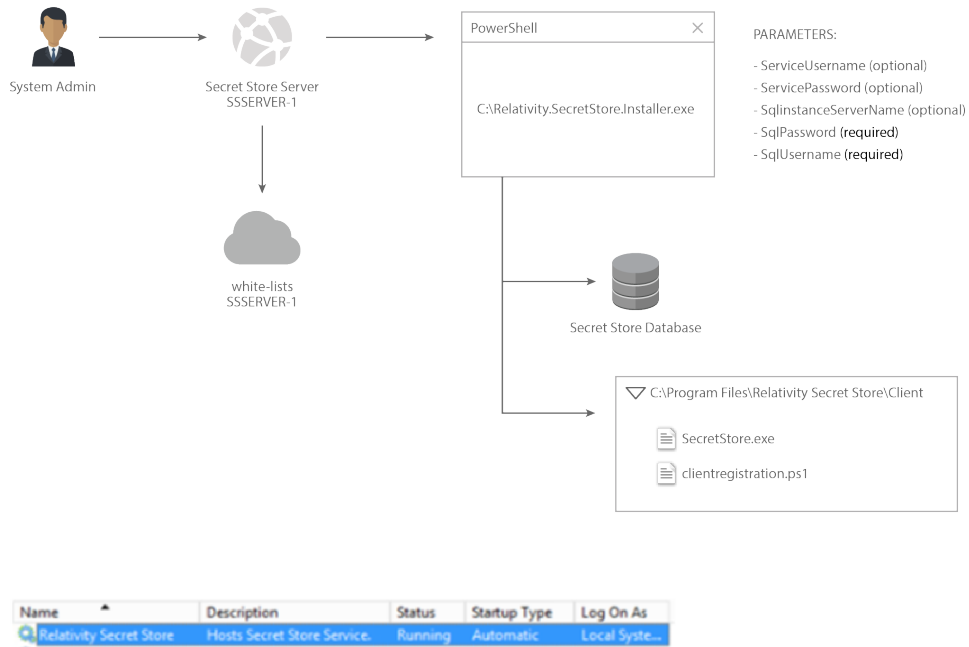 System Admin
Secret Store Server
SSSERVER-1
white-lists
SSSERVER-1
PowerShell
C:\Relativity.SecretStore.Installer.exe
PARAMETERS:
- ServiceUsername (optional)
- ServicePassword (optional)
- SqlinstanceServerName (optional)
- SqlPassword (required)
- SqlUsername (required)
Secret Store Database
C:\Program Files\Relativity Secret Store\Client
SecretStore.exe
clientregistration.ps1
Name Description Status Startup Type Log On As
Relativity Secret Store Hosts Secret Store Service. Running Automatic Local Syste...